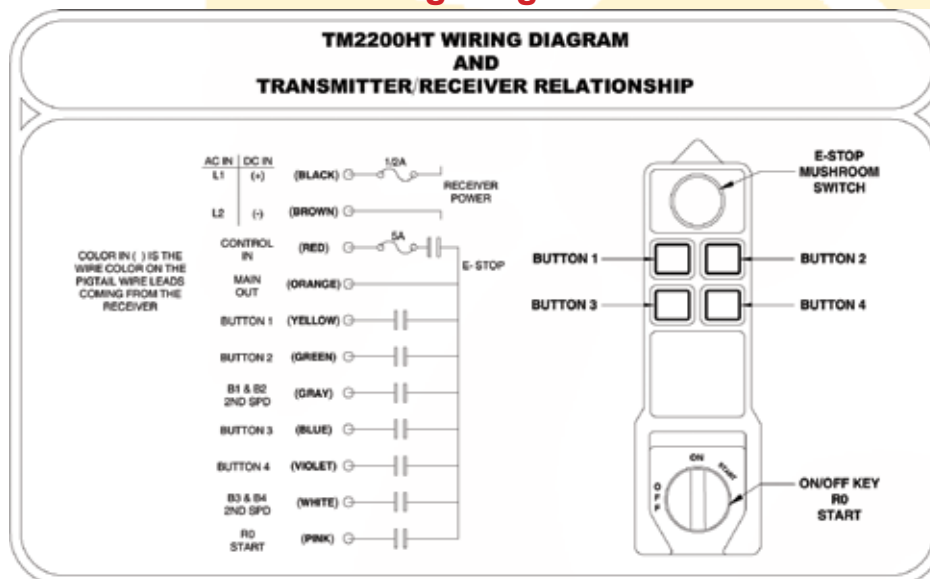 TM2200HT WIRING DIAGRAM
AND
TRANSMITTER/RECEIVER RELATIONSHIP
AC IN DC IN
L1 (+) (BLACK) 1/2A
RECEIVER
POWER
L2 (-) (BROWN)
CONTROL
IN
(RED) 5A
E-STOP
MAIN
OUT
(ORANGE)
BUTTON 1 (YELLOW)
BUTTON 2 (GREEN)
B1 & B2
2ND SPD
(GRAY)
BUTTON 3 (BLUE)
BUTTON 4 (VIOLET)
B3 & B4
2ND SPD
(WHITE)
R0
START
(PINK)
COLOR IN ( ) IS THE
WIRE COLOR ON THE
PIGTAIL WIRE LEADS
COMING FROM THE
RECEIVER
E-STOP
MUSHROOM
SWITCH
BUTTON 1
BUTTON 2
BUTTON 3
BUTTON 4
OFF
ON
START
ON/OFF KEY
R0
START